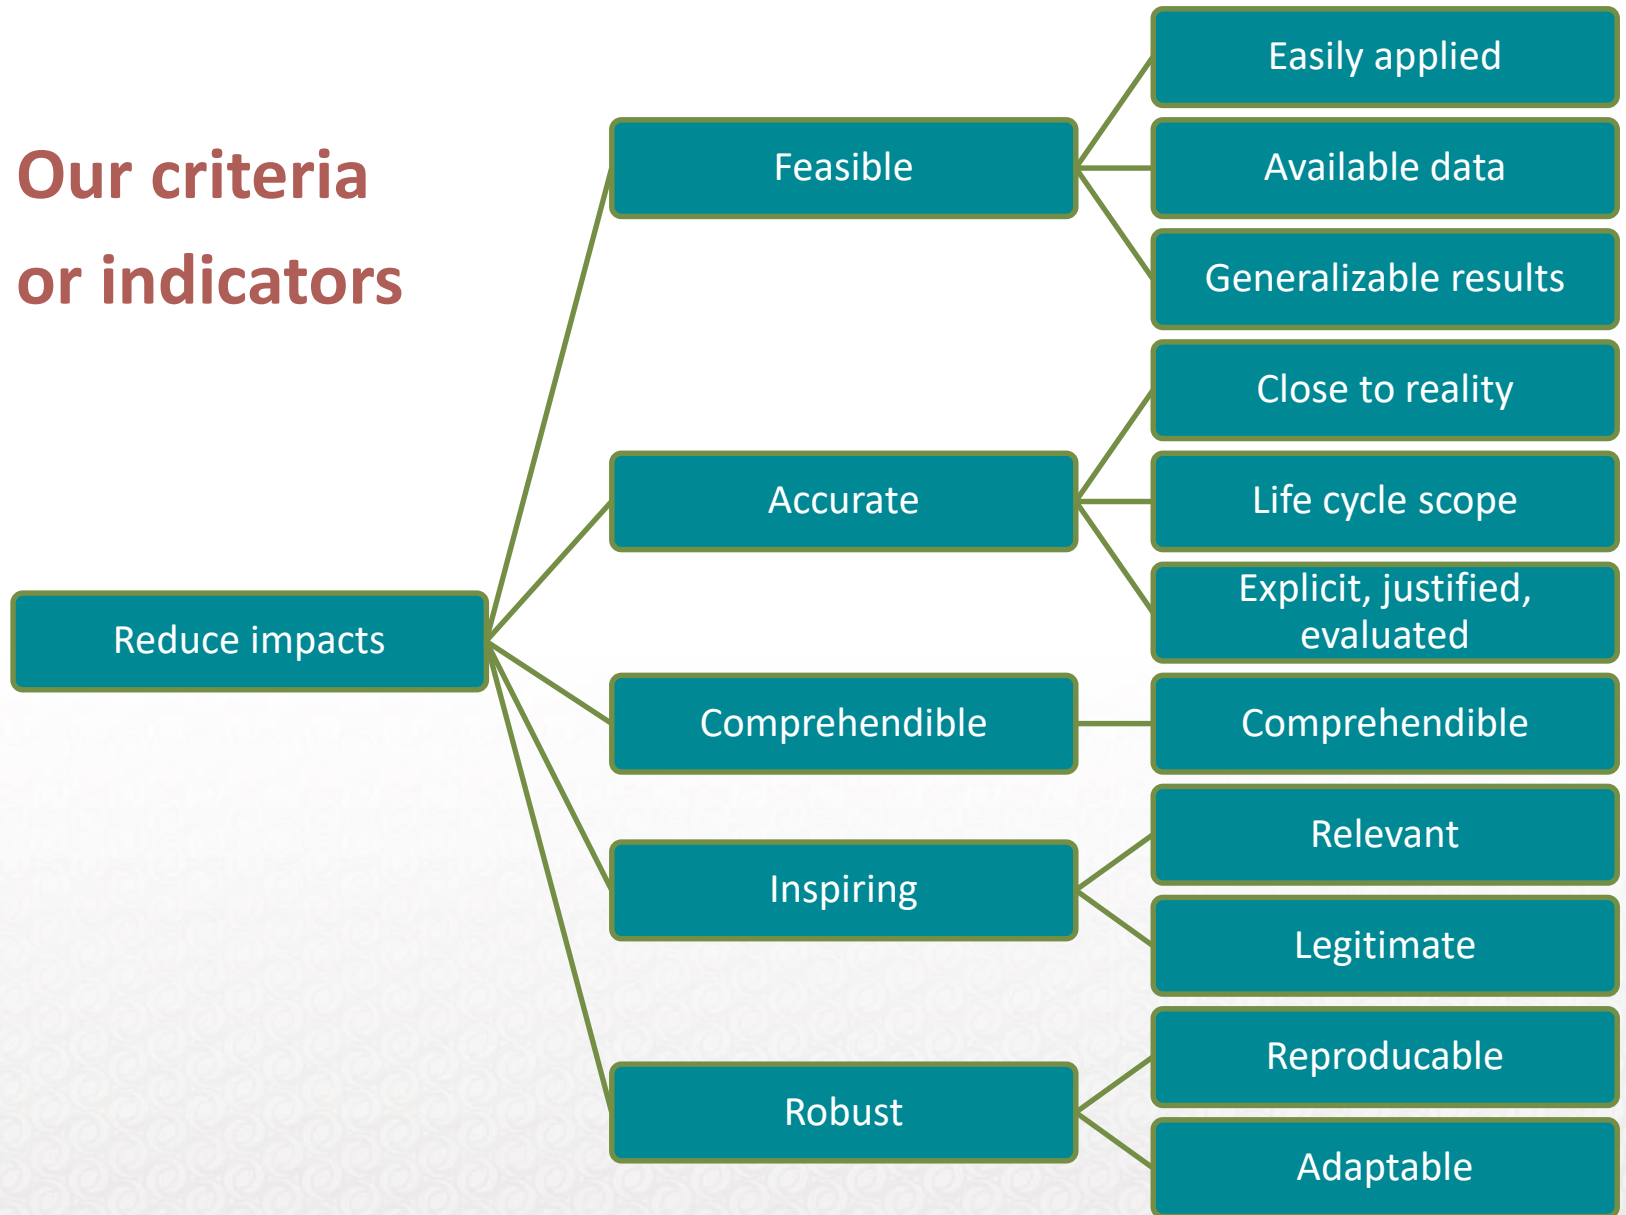 Our criteria
or indicators
Reduce impacts
Feasible
Easily applied
Available data
Generalizable results
Accurate
Close to reality
Life cycle scope
Explicit, justified,
evaluated
Comprehendible
Comprehendible
Inspiring
Relevant
Legitimate
Robust
Reproducable
Adaptable